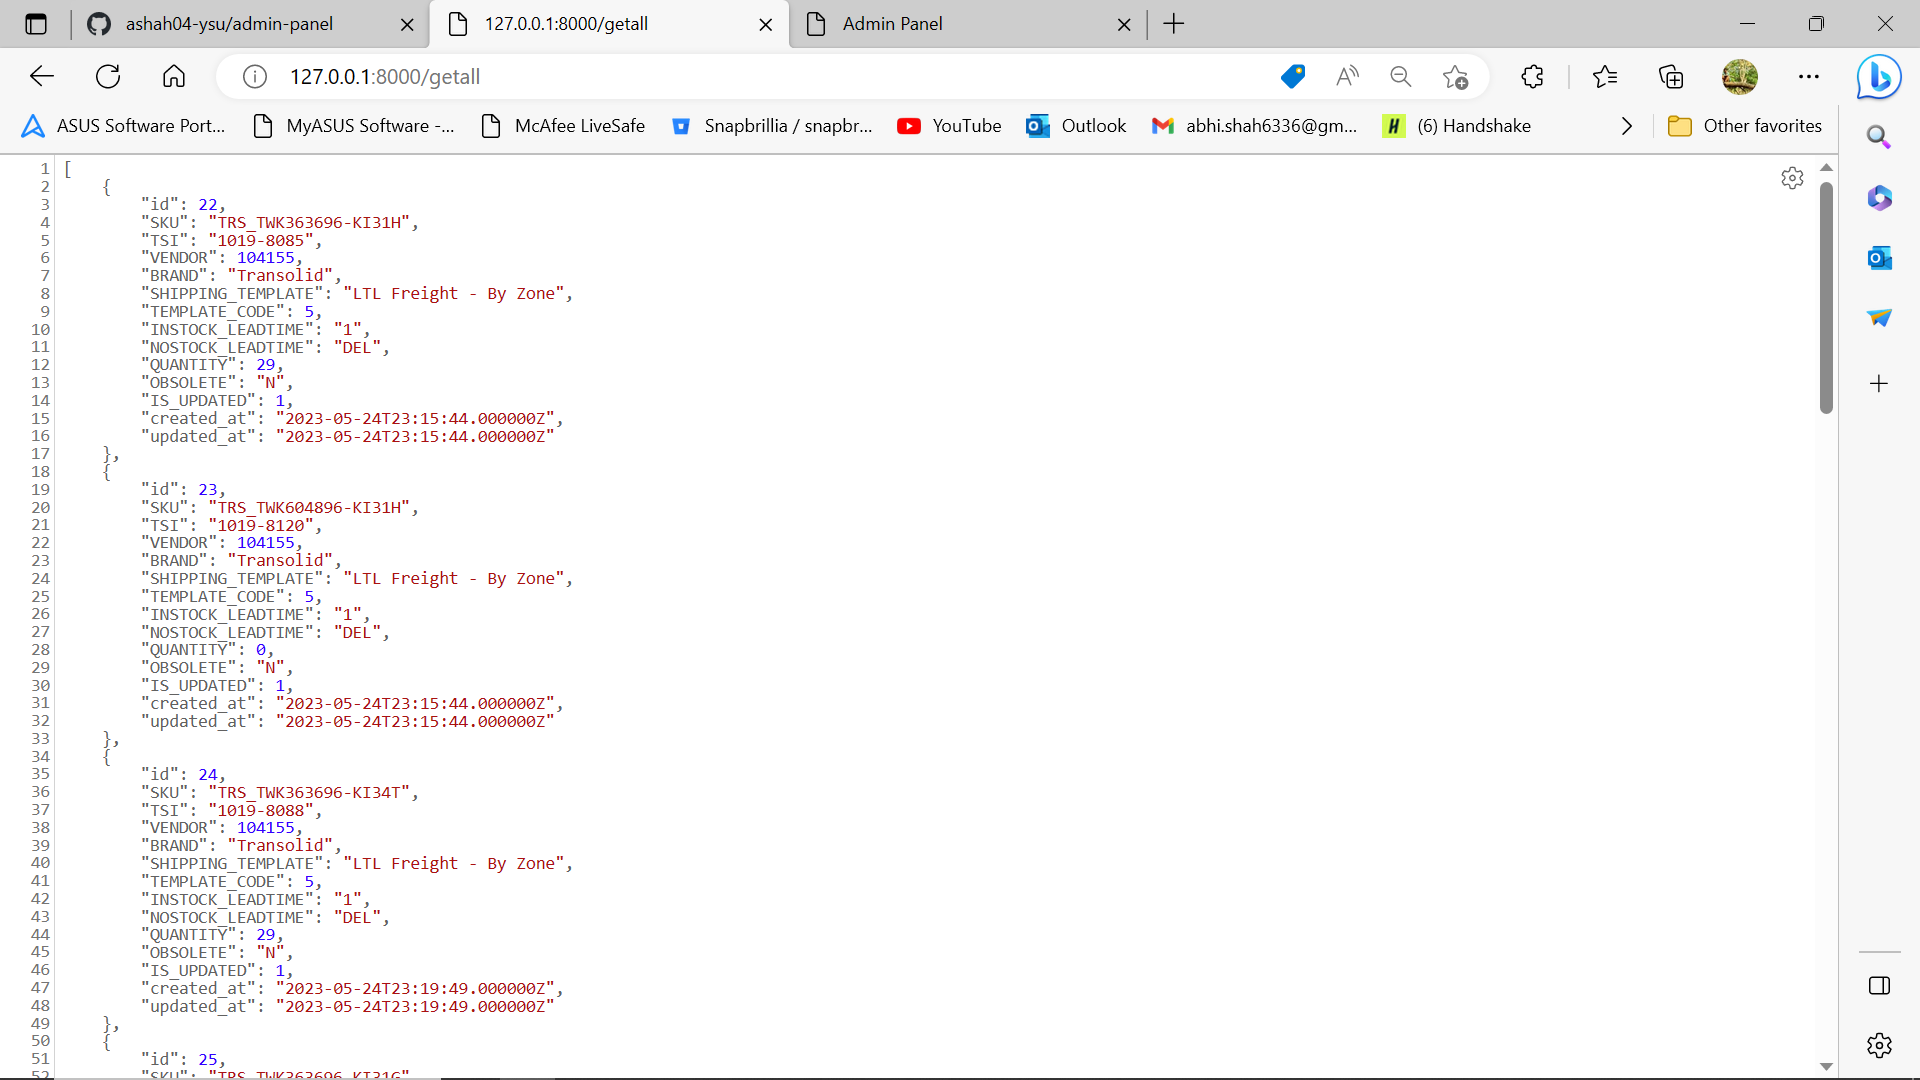 ashah04-ysu/admin-panel
127.0.0.1:8000/getall
Admin Panel
127.0.0.1:8000/getall
ASUS Software Port...
MyASUS Software -...
McAfee LiveSafe
Snapbrillia / snapbr...
YouTube
Outlook
abhi.shah6336@gm...
(6) Handshake
Other favorites
1 [
2 {
3 "id": 22,
4 "SKU": "TRS_TWK363696-KI31H",
5 "TSI": "1019-8085",
6 "VENDOR": 104155,
7 "BRAND": "Transolid",
8 "SHIPPING_TEMPLATE": "LTL Freight - By Zone",
9 "TEMPLATE_CODE": 5,
10 "INSTOCK_LEADTIME": "1",
11 "NOSTOCK_LEADTIME": "DEL",
12 "QUANTITY": 29,
13 "OBSOLETE": "N",
14 "IS_UPDATED": 1,
15 "created_at": "2023-05-24T23:15:44.000000Z",
16 "updated_at": "2023-05-24T23:15:44.000000Z"
17 },
18 {
19 "id": 23,
20 "SKU": "TRS_TWK604896-KI31H",
21 "TSI": "1019-8120",
22 "VENDOR": 104155,
23 "BRAND": "Transolid",
24 "SHIPPING_TEMPLATE": "LTL Freight - By Zone",
25 "TEMPLATE_CODE": 5,
26 "INSTOCK_LEADTIME": "1",
27 "NOSTOCK_LEADTIME": "DEL",
28 "QUANTITY": 0,
29 "OBSOLETE": "N",
30 "IS_UPDATED": 1,
31 "created_at": "2023-05-24T23:15:44.000000Z",
32 "updated_at": "2023-05-24T23:15:44.000000Z"
33 },
34 {
35 "id": 24,
36 "SKU": "TRS_TWK363696-KI34T",
37 "TSI": "1019-8088",
38 "VENDOR": 104155,
39 "BRAND": "Transolid",
40 "SHIPPING_TEMPLATE": "LTL Freight - By Zone",
41 "TEMPLATE_CODE": 5,
42 "INSTOCK_LEADTIME": "1",
43 "NOSTOCK_LEADTIME": "DEL",
44 "QUANTITY": 29,
45 "OBSOLETE": "N",
46 "IS_UPDATED": 1,
47 "created_at": "2023-05-24T23:19:49.000000Z",
48 "updated_at": "2023-05-24T23:19:49.000000Z"
49 },
50 {
51 "id": 25,
52 "SKU": "TRS_TWK363696-KI31G"